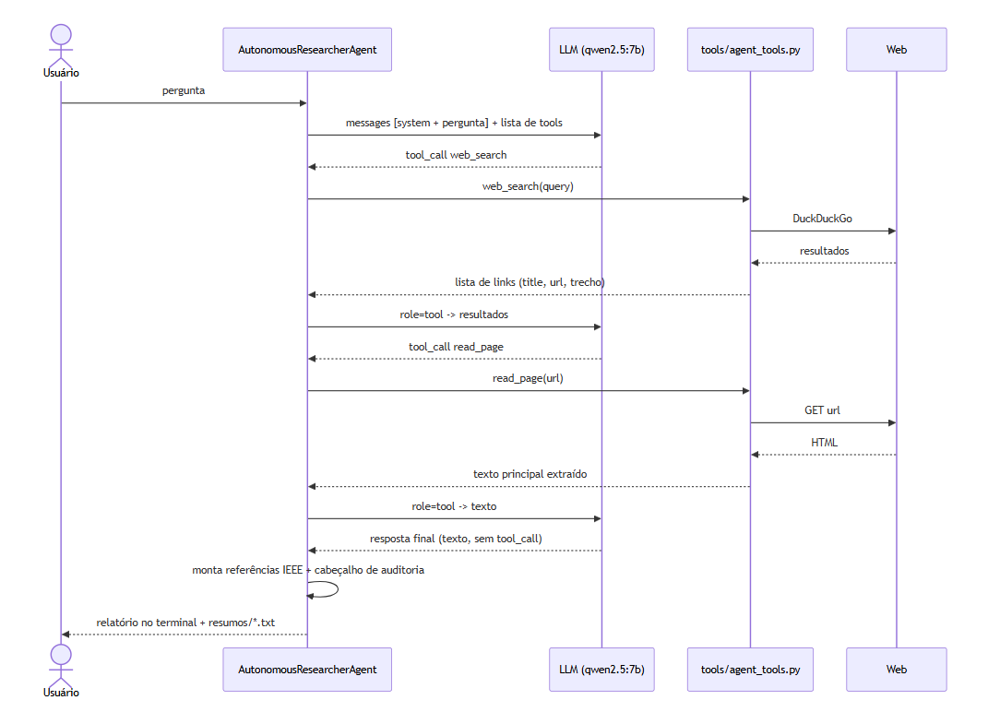 Usuário
AutonomousResearcherAgent
LLM (qwen2.5:7b)
tools/agent_tools.py
Web
pergunta
messages [system + pergunta] + lista de tools
tool_call web_search
web_search(query)
DuckDuckGo
resultados
lista de links (title, url, trecho)
role=tool -> resultados
tool_call read_page
read_page(url)
GET url
HTML
texto principal extraído
role=tool -> texto
resposta final (texto, sem tool_call)
monta referências IEEE + cabeçalho de auditoria
relatório no terminal + resumos/*.txt
Usuário
AutonomousResearcherAgent
LLM (qwen2.5:7b)
tools/agent_tools.py
Web